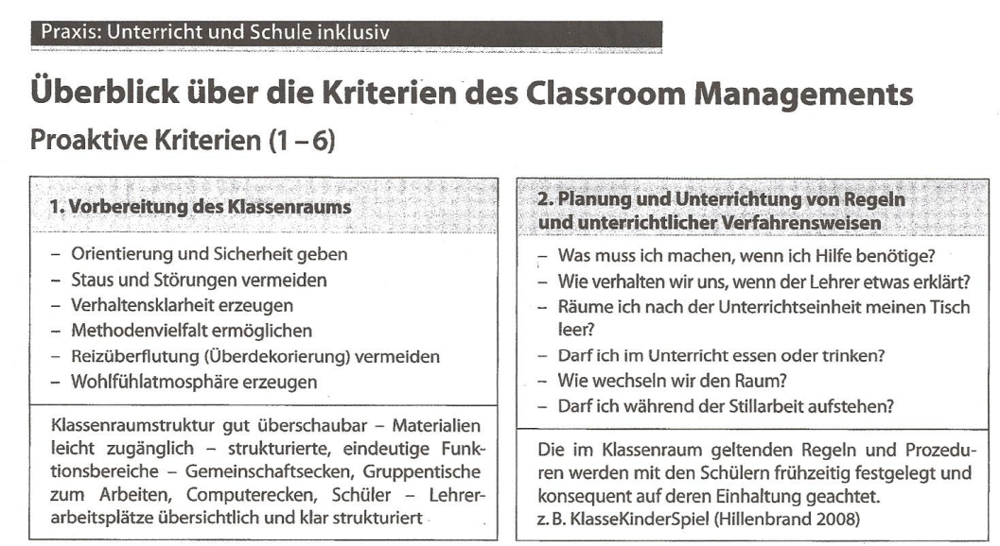 Praxis: Unterricht und Schule inklusiv
Überblick über die Kriterien des Classroom Managements
Proaktive Kriterien (1 – 6)
1. Vorbereitung des Klassenraums
– Orientierung und Sicherheit geben
– Staus und Störungen vermeiden
– Verhaltensklarheit erzeugen
– Methodenvielfalt ermöglichen
– Reizüberflutung (Überdekorierung) vermeiden
– Wohlfühlatmosphäre erzeugen
Klassenraumstruktur gut überschaubar – Materialien
leicht zugänglich – strukturierte, eindeutige Funk-
tionsbereiche – Gemeinschaftsecken, Gruppentische
zum Arbeiten, Computerecken, Schüler – Lehrer-
arbeitsplätze übersichtlich und klar strukturiert
2. Planung und Unterrichtung von Regeln
und unterrichtlicher Verfahrensweisen
– Was muss ich machen, wenn ich Hilfe benötige?
– Wie verhalten wir uns, wenn der Lehrer etwas erklärt?
– Räume ich nach der Unterrichtseinheit meinen Tisch
leer?
– Darf ich im Unterricht essen oder trinken?
– Wie wechseln wir den Raum?
– Darf ich während der Stillarbeit aufstehen?
Die im Klassenraum geltenden Regeln und Prozedu-
ren werden mit den Schülern frühzeitig festgelegt und
konsequent auf deren Einhaltung geachtet.
z. B. KlasseKinderSpiel (Hillenbrand 2008)